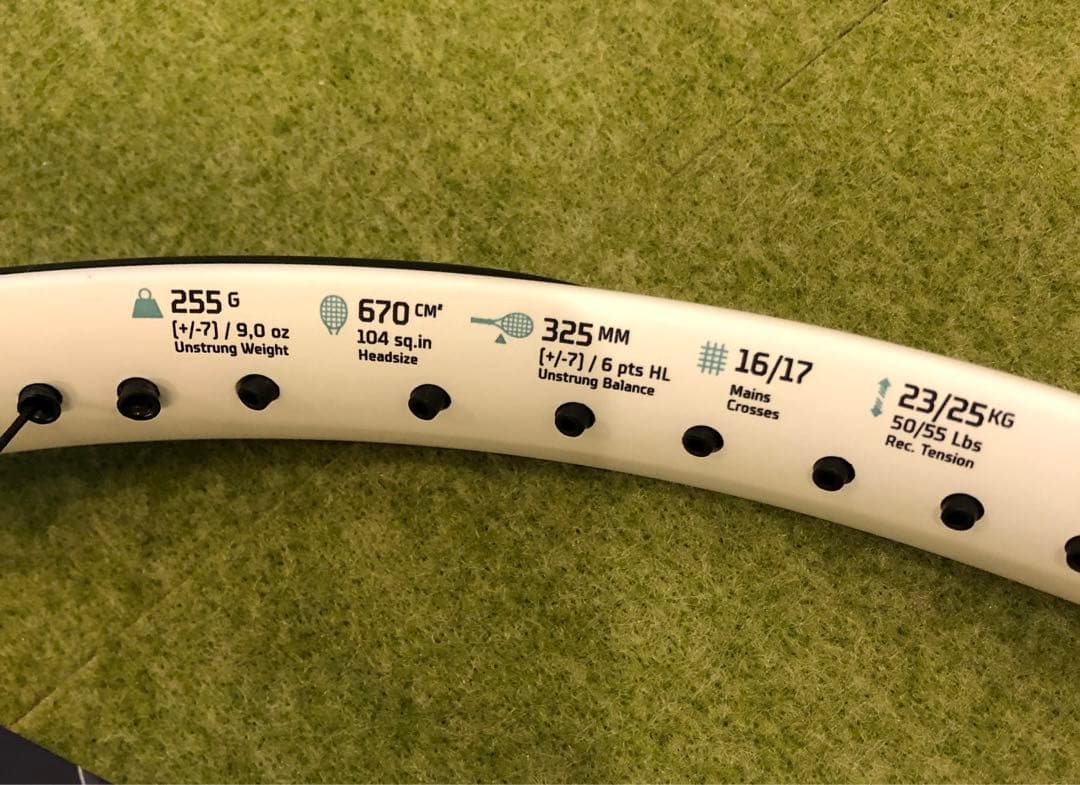 255 G
[+/-7] / 9,0 oz
Unstrung Weight
670 CM²
104 sq.in
Headsize
325 MM
[+/-7] / 6 pts HL
Unstrung Balance
16/17
Mains
Crosses
23/25 KG
50/55 Lbs
Rec. Tension